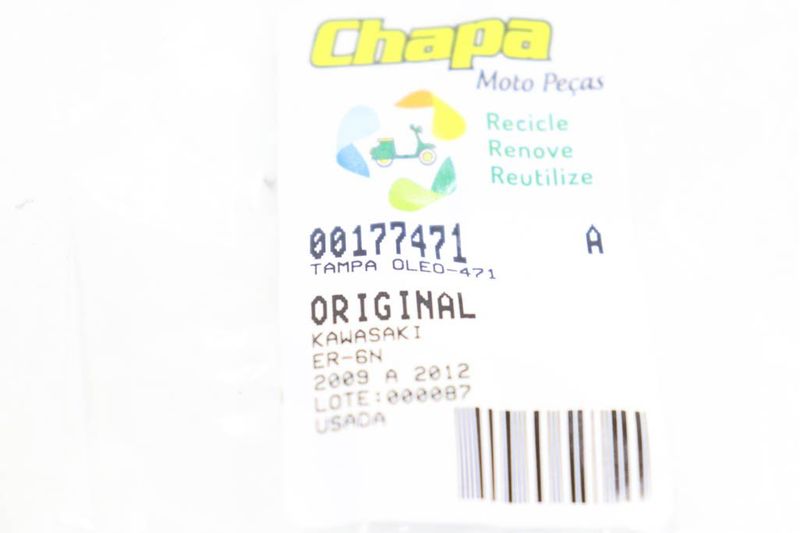 Chapa
Moto Peças
Recicle
Renove
Reutilize
00177471 A
TAMPA OLEO-471
ORIGINAL
KAWASAKI
ER-6N
2009 A 2012
LOTE:000087
USADA